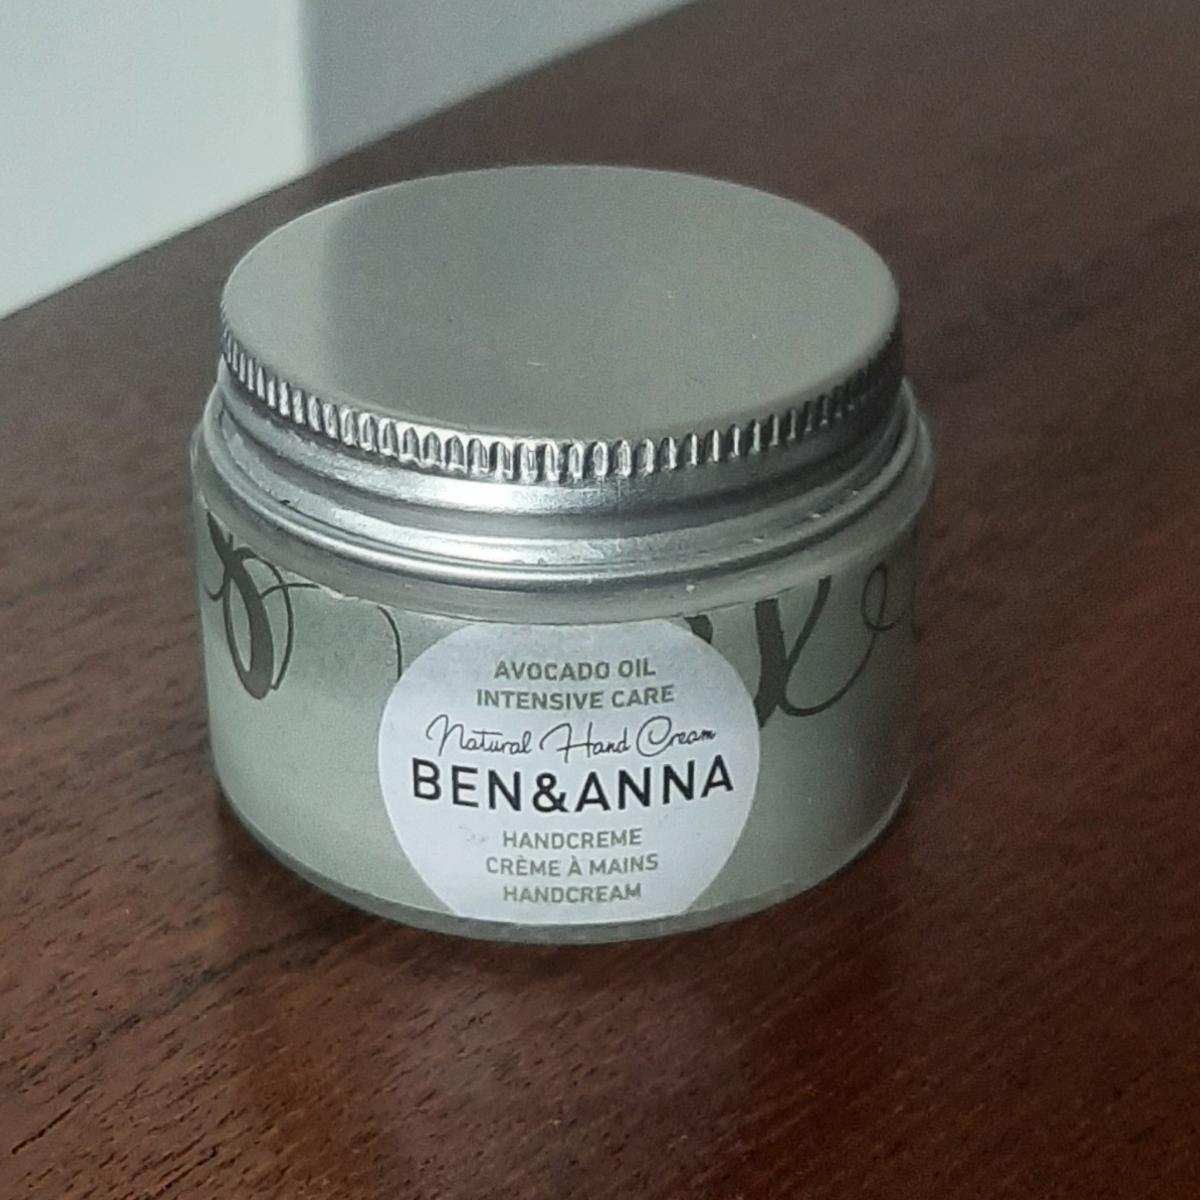 AVOCADO OIL
INTENSIVE CARE
Natural Hand Cream
BEN&ANNA
HANDCREME
CRÈME À MAINS
HANDCREAM